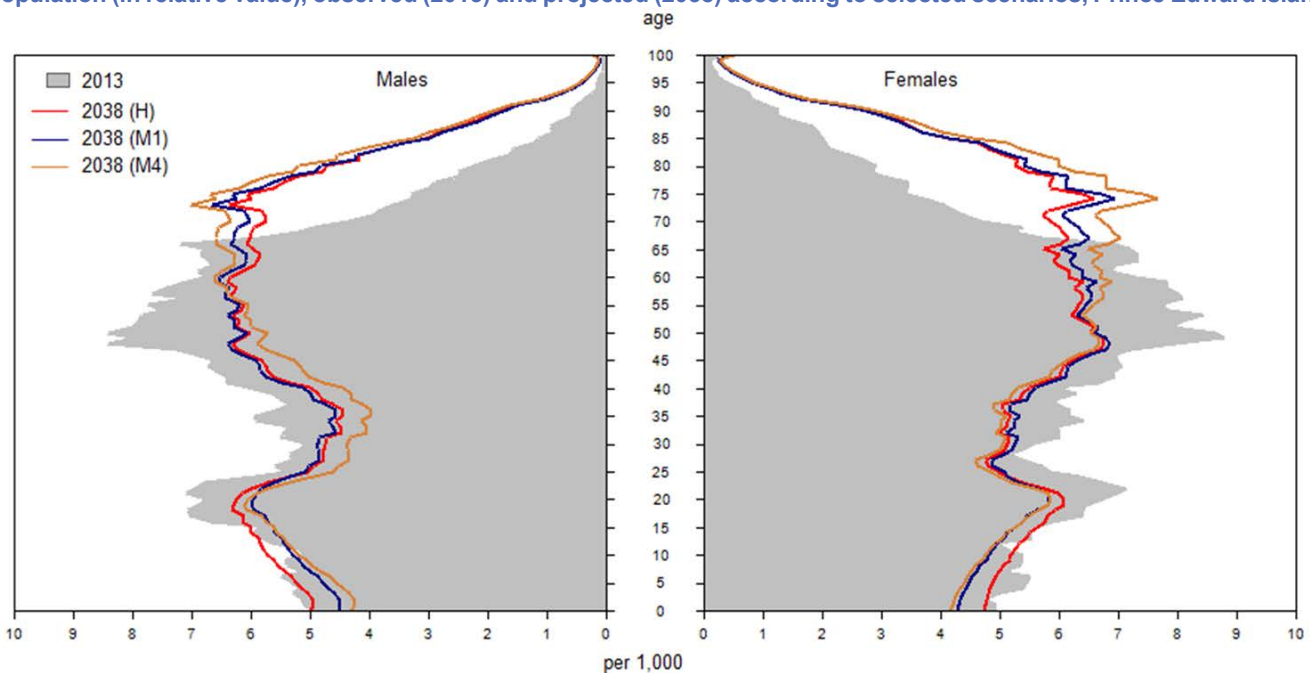 (in relative value), observed (2013) and projected (2038) according to selected scenarios, Prince Edward
age
Males
Females
2013
2038 (H)
2038 (M1)
2038 (M4)
100
95
90
85
80
75
70
65
60
55
50
45
40
35
30
25
20
15
10
5
0
10 9 8 7 6 5 4 3 2 1 0
0 1 2 3 4 5 6 7 8 9 10
per 1,000